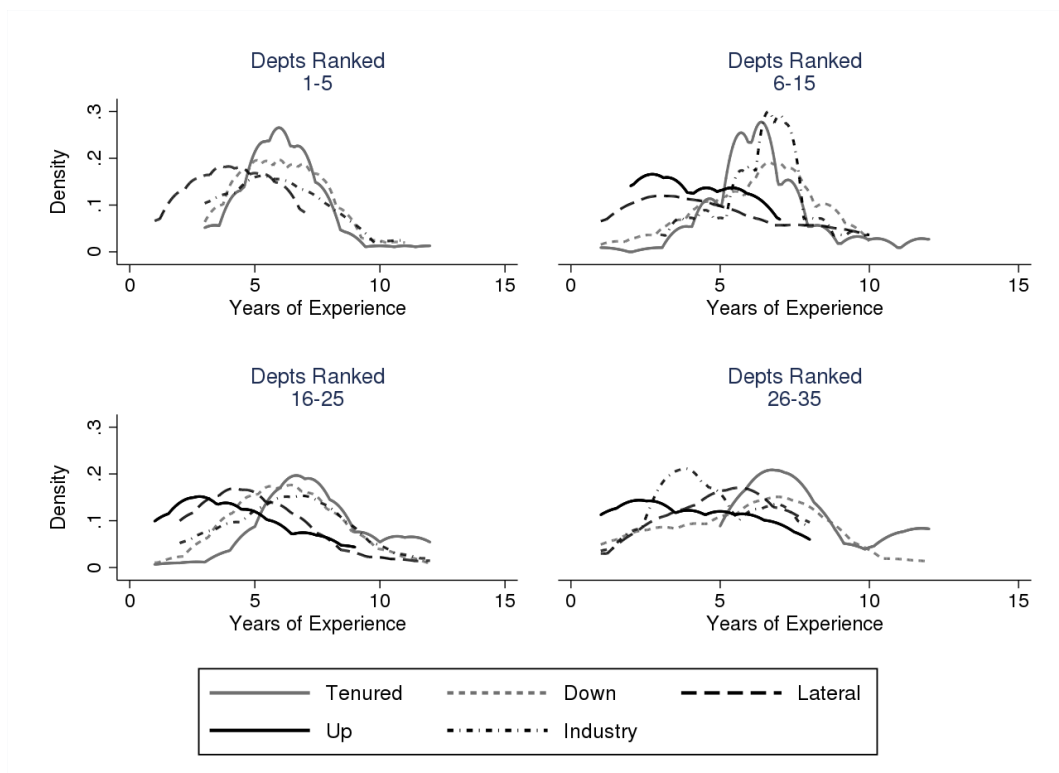 Depts Ranked
1-5
Depts Ranked
6-15
Density
.3
.2
.1
0
0 5 10 15
Years of Experience
0 5 10 15
Years of Experience
Depts Ranked
16-25
Depts Ranked
26-35
Density
.3
.2
.1
0
0 5 10 15
Years of Experience
0 5 10 15
Years of Experience
Tenured Down Lateral
Up Industry